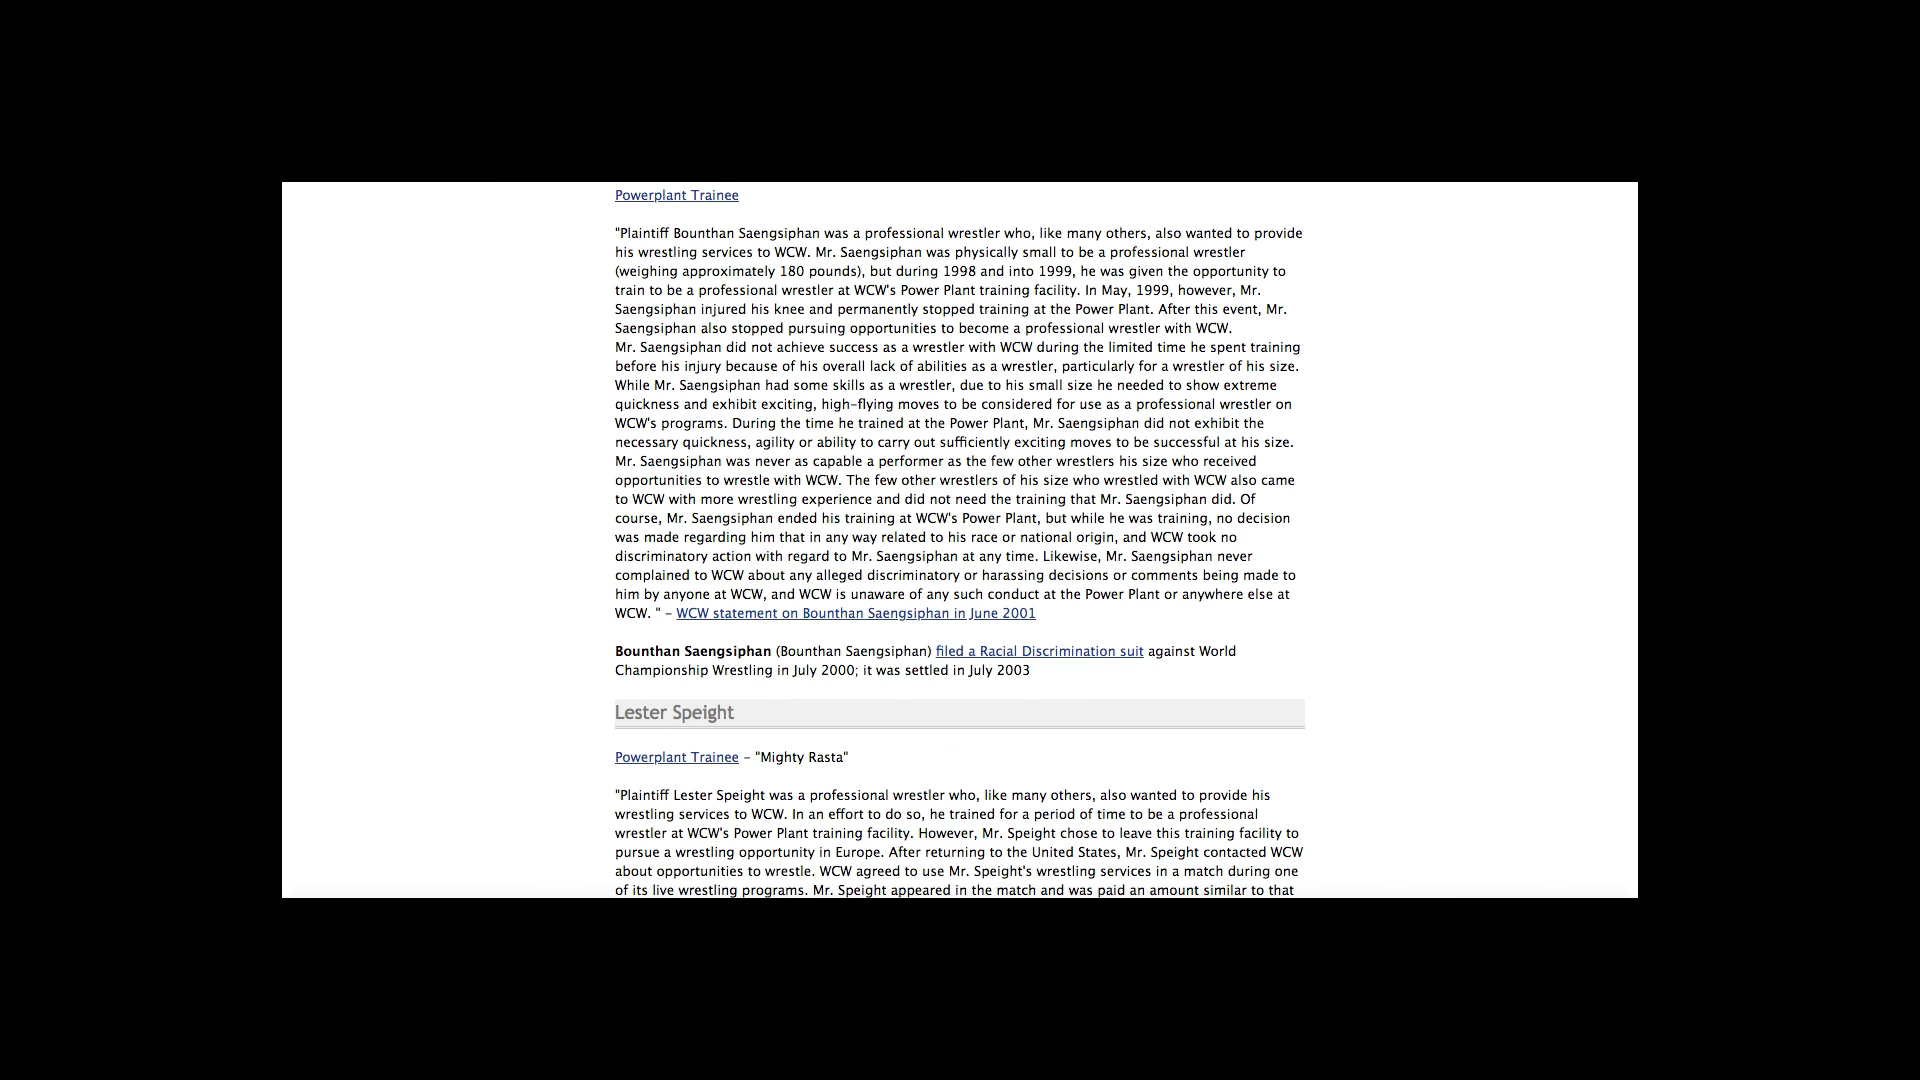 Powerplant Trainee
"Plaintiff Bounthan Saengsiphan was a professional wrestler who, like many others, also wanted to provide
his wrestling services to WCW. Mr. Saengsiphan was physically small to be a professional wrestler
(weighing approximately 180 pounds), but during 1998 and into 1999, he was given the opportunity to
train to be a professional wrestler at WCW's Power Plant training facility. In May, 1999, however, Mr.
Saengsiphan injured his knee and permanently stopped training at the Power Plant. After this event, Mr.
Saengsiphan also stopped pursuing opportunities to become a professional wrestler with WCW.
Mr. Saengsiphan did not achieve success as a wrestler with WCW during the limited time he spent training
before his injury because of his overall lack of abilities as a wrestler, particularly for a wrestler of his size.
While Mr. Saengsiphan had some skills as a wrestler, due to his small size he needed to show extreme
quickness and exhibit exciting, high-flying moves to be considered for use as a professional wrestler on
WCW's programs. During the time he trained at the Power Plant, Mr. Saengsiphan did not exhibit the
necessary quickness, agility or ability to carry out sufficiently exciting moves to be successful at his size.
Mr. Saengsiphan was never as capable a performer as the few other wrestlers his size who received
opportunities to wrestle with WCW. The few other wrestlers of his size who wrestled with WCW also came
to WCW with more wrestling experience and did not need the training that Mr. Saengsiphan did. Of
course, Mr. Saengsiphan ended his training at WCW's Power Plant, but while he was training, no decision
was made regarding him that in any way related to his race or national origin, and WCW took no
discriminatory action with regard to Mr. Saengsiphan at any time. Likewise, Mr. Saengsiphan never
complained to WCW about any alleged discriminatory or harassing decisions or comments being made to
him by anyone at WCW, and WCW is unaware of any such conduct at the Power Plant or anywhere else at
WCW. " - WCW statement on Bounthan Saengsiphan in June 2001
Bounthan Saengsiphan (Bounthan Saengsiphan) filed a Racial Discrimination suit against World
Championship Wrestling in July 2000; it was settled in July 2003
Lester Speight
Powerplant Trainee - "Mighty Rasta"
"Plaintiff Lester Speight was a professional wrestler who, like many others, also wanted to provide his
wrestling services to WCW. In an effort to do so, he trained for a period of time to be a professional
wrestler at WCW's Power Plant training facility. However, Mr. Speight chose to leave this training facility to
pursue a wrestling opportunity in Europe. After returning to the United States, Mr. Speight contacted WCW
about opportunities to wrestle. WCW agreed to use Mr. Speight's wrestling services in a match during one
of its live wrestling programs. Mr. Speight appeared in the match and was paid an amount similar to that